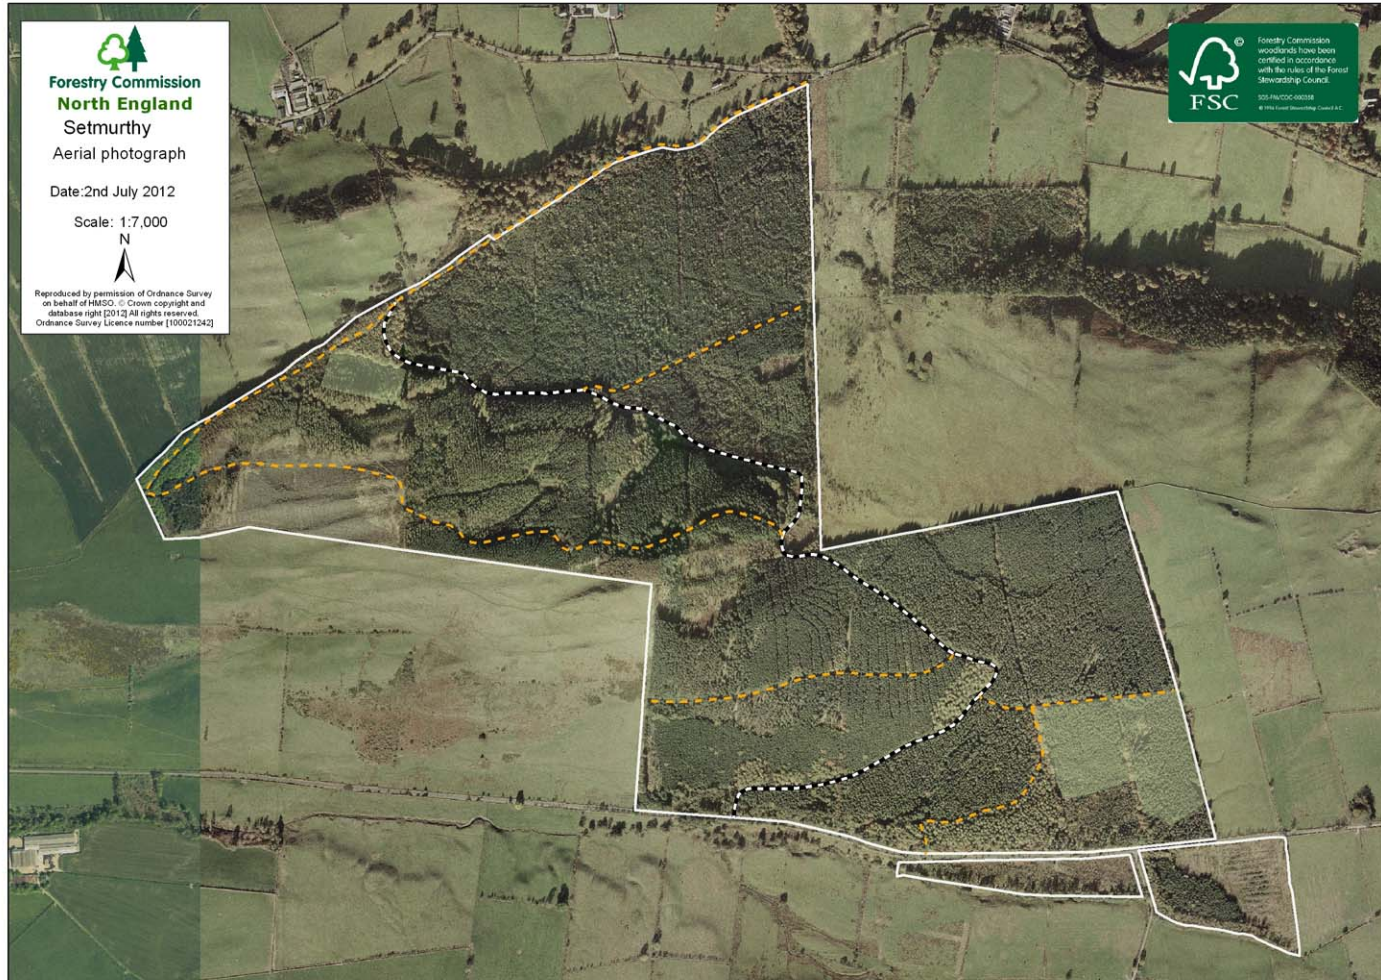 Forestry Commission
North England
Setmurthy
Aerial photograph
Date:2nd July 2012
Scale: 1:7,000
N
Reproduced by permission of Ordnance Survey
on behalf of HMSO. © Crown copyright and
database right [2012] All rights reserved.
Ordnance Survey Licence number [100021242]
©
FSC
Forestry Commission
woodlands have been
certified in accordance
with the rules of the Forest
Stewardship Council.